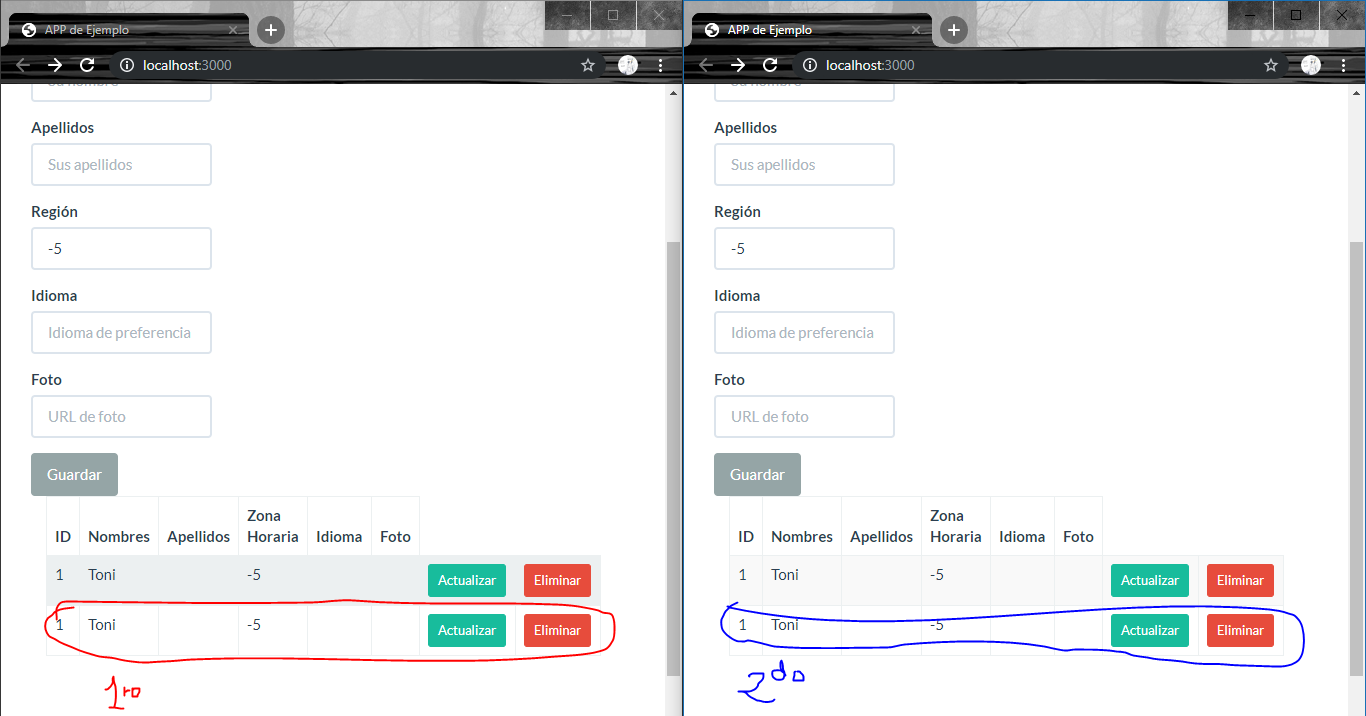 APP de Ejemplo
localhost:3000
Apellidos
Sus apellidos
Región
-5
Idioma
Idioma de preferencia
Foto
URL de foto
Guardar
ID Nombres Apellidos Zona Horaria Idioma Foto
1 Toni -5 Actualizar Eliminar
1 Toni -5 Actualizar Eliminar
1ro
APP de Ejemplo
localhost:3000
Apellidos
Sus apellidos
Región
-5
Idioma
Idioma de preferencia
Foto
URL de foto
Guardar
ID Nombres Apellidos Zona Horaria Idioma Foto
1 Toni -5 Actualizar Eliminar
1 Toni -5 Actualizar Eliminar
2do